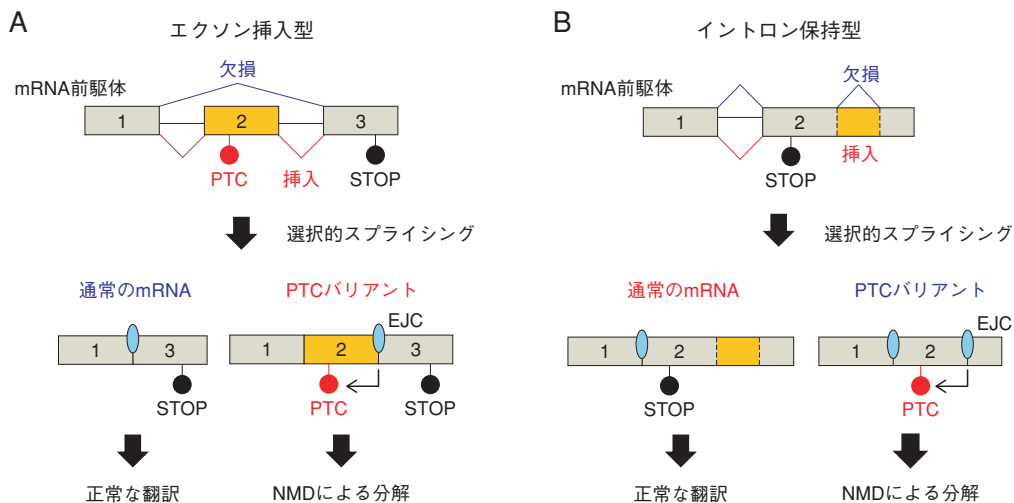 A
エクソン挿入型
欠損
mRNA前駆体
1
2
3
PTC
挿入
STOP
選択的スプライシング
通常のmRNA
PTCバリアント
EJC
1
3
1
2
3
STOP
PTC
STOP
正常な翻訳
NMDによる分解
B
イントロン保持型
欠損
mRNA前駆体
1
2
挿入
STOP
選択的スプライシング
通常のmRNA
PTCバリアント
EJC
1
2
1
2
STOP
PTC
正常な翻訳
NMDによる分解